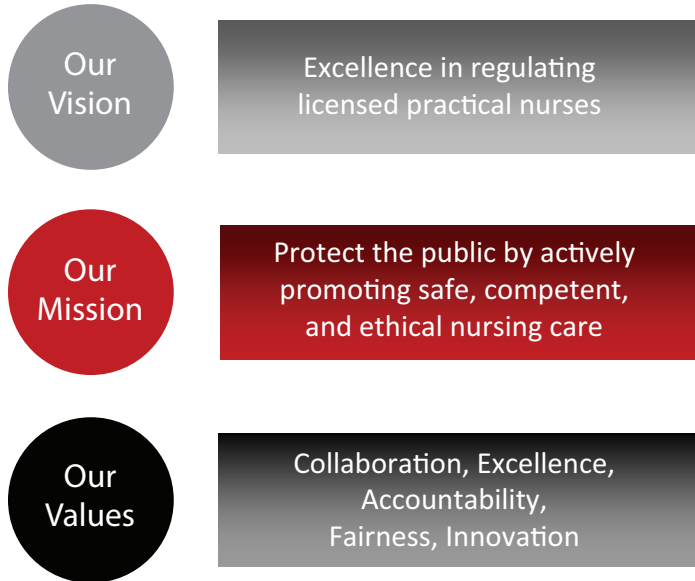 Our
Vision
Excellence in regulating
licensed practical nurses
Our
Mission
Protect the public by actively
promoting safe, competent,
and ethical nursing care
Our
Values
Collaboration, Excellence,
Accountability,
Fairness, Innovation